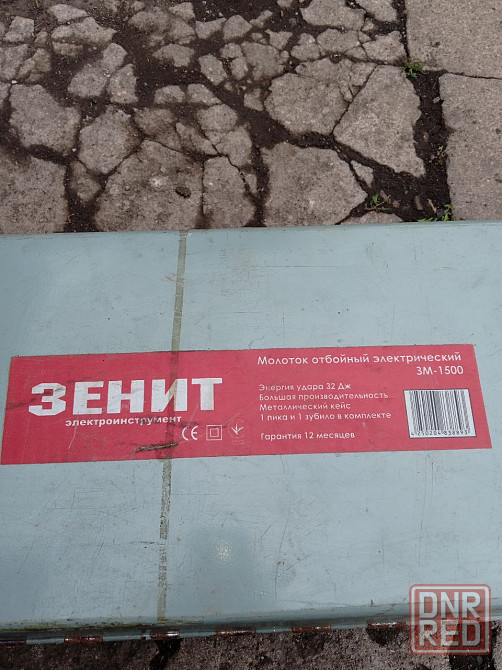 ЗЕНИТ
электроинструмент
CE
Молоток отбойный электрический
ЗМ-1500
Энергия удара 32 Дж
Большая производительность
Металлический кейс
1 пика и 1 зубило в комплекте
Гарантия 12 месяцев
DNR
RED